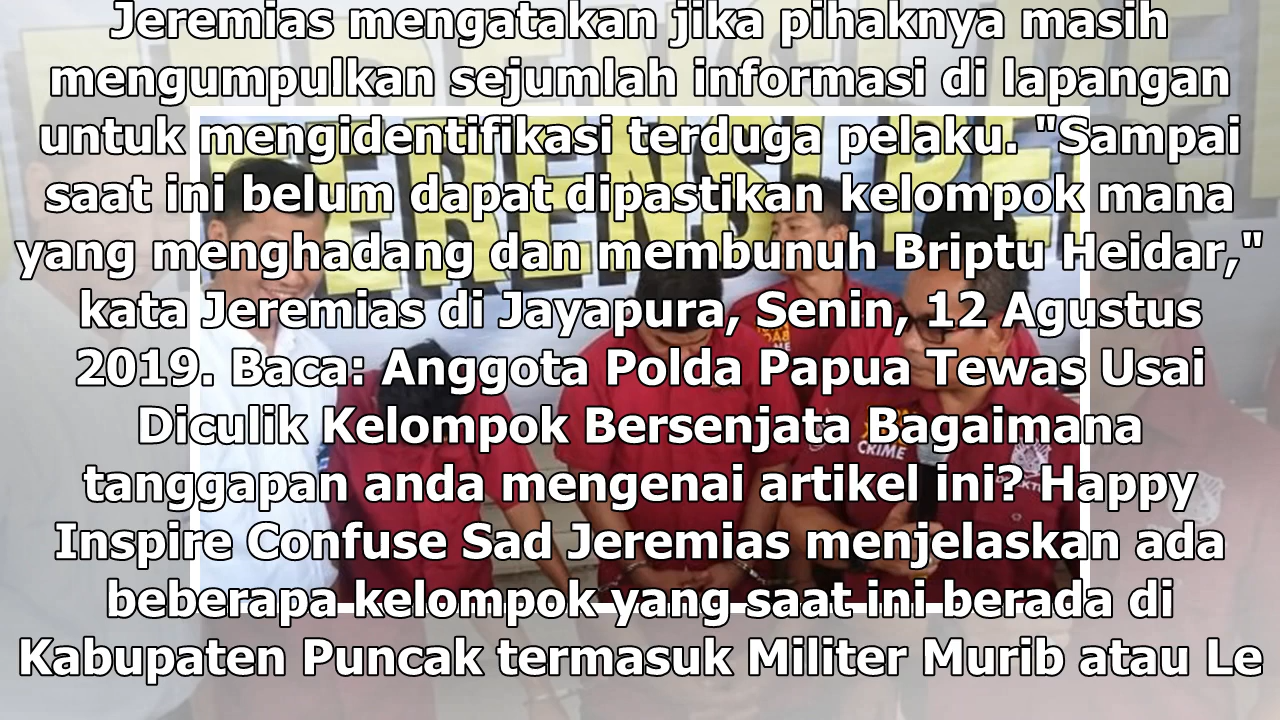 Jeremias mengatakan jika pihaknya masih
mengumpulkan sejumlah informasi di lapangan
untuk mengidentifikasi terduga pelaku. "Sampai
saat ini belum dapat dipastikan kelompok mana
yang menghadang dan membunuh Briptu Heidar,"
kata Jeremias di Jayapura, Senin, 12 Agustus
2019. Baca: Anggota Polda Papua Tewas Usai
Diculik Kelompok Bersenjata Bagaimana
tanggapan anda mengenai artikel ini? Happy
Inspire Confuse Sad Jeremias menjelaskan ada
beberapa kelompok yang saat ini berada di
Kabupaten Puncak termasuk Militer Murib atau Le
CRIME